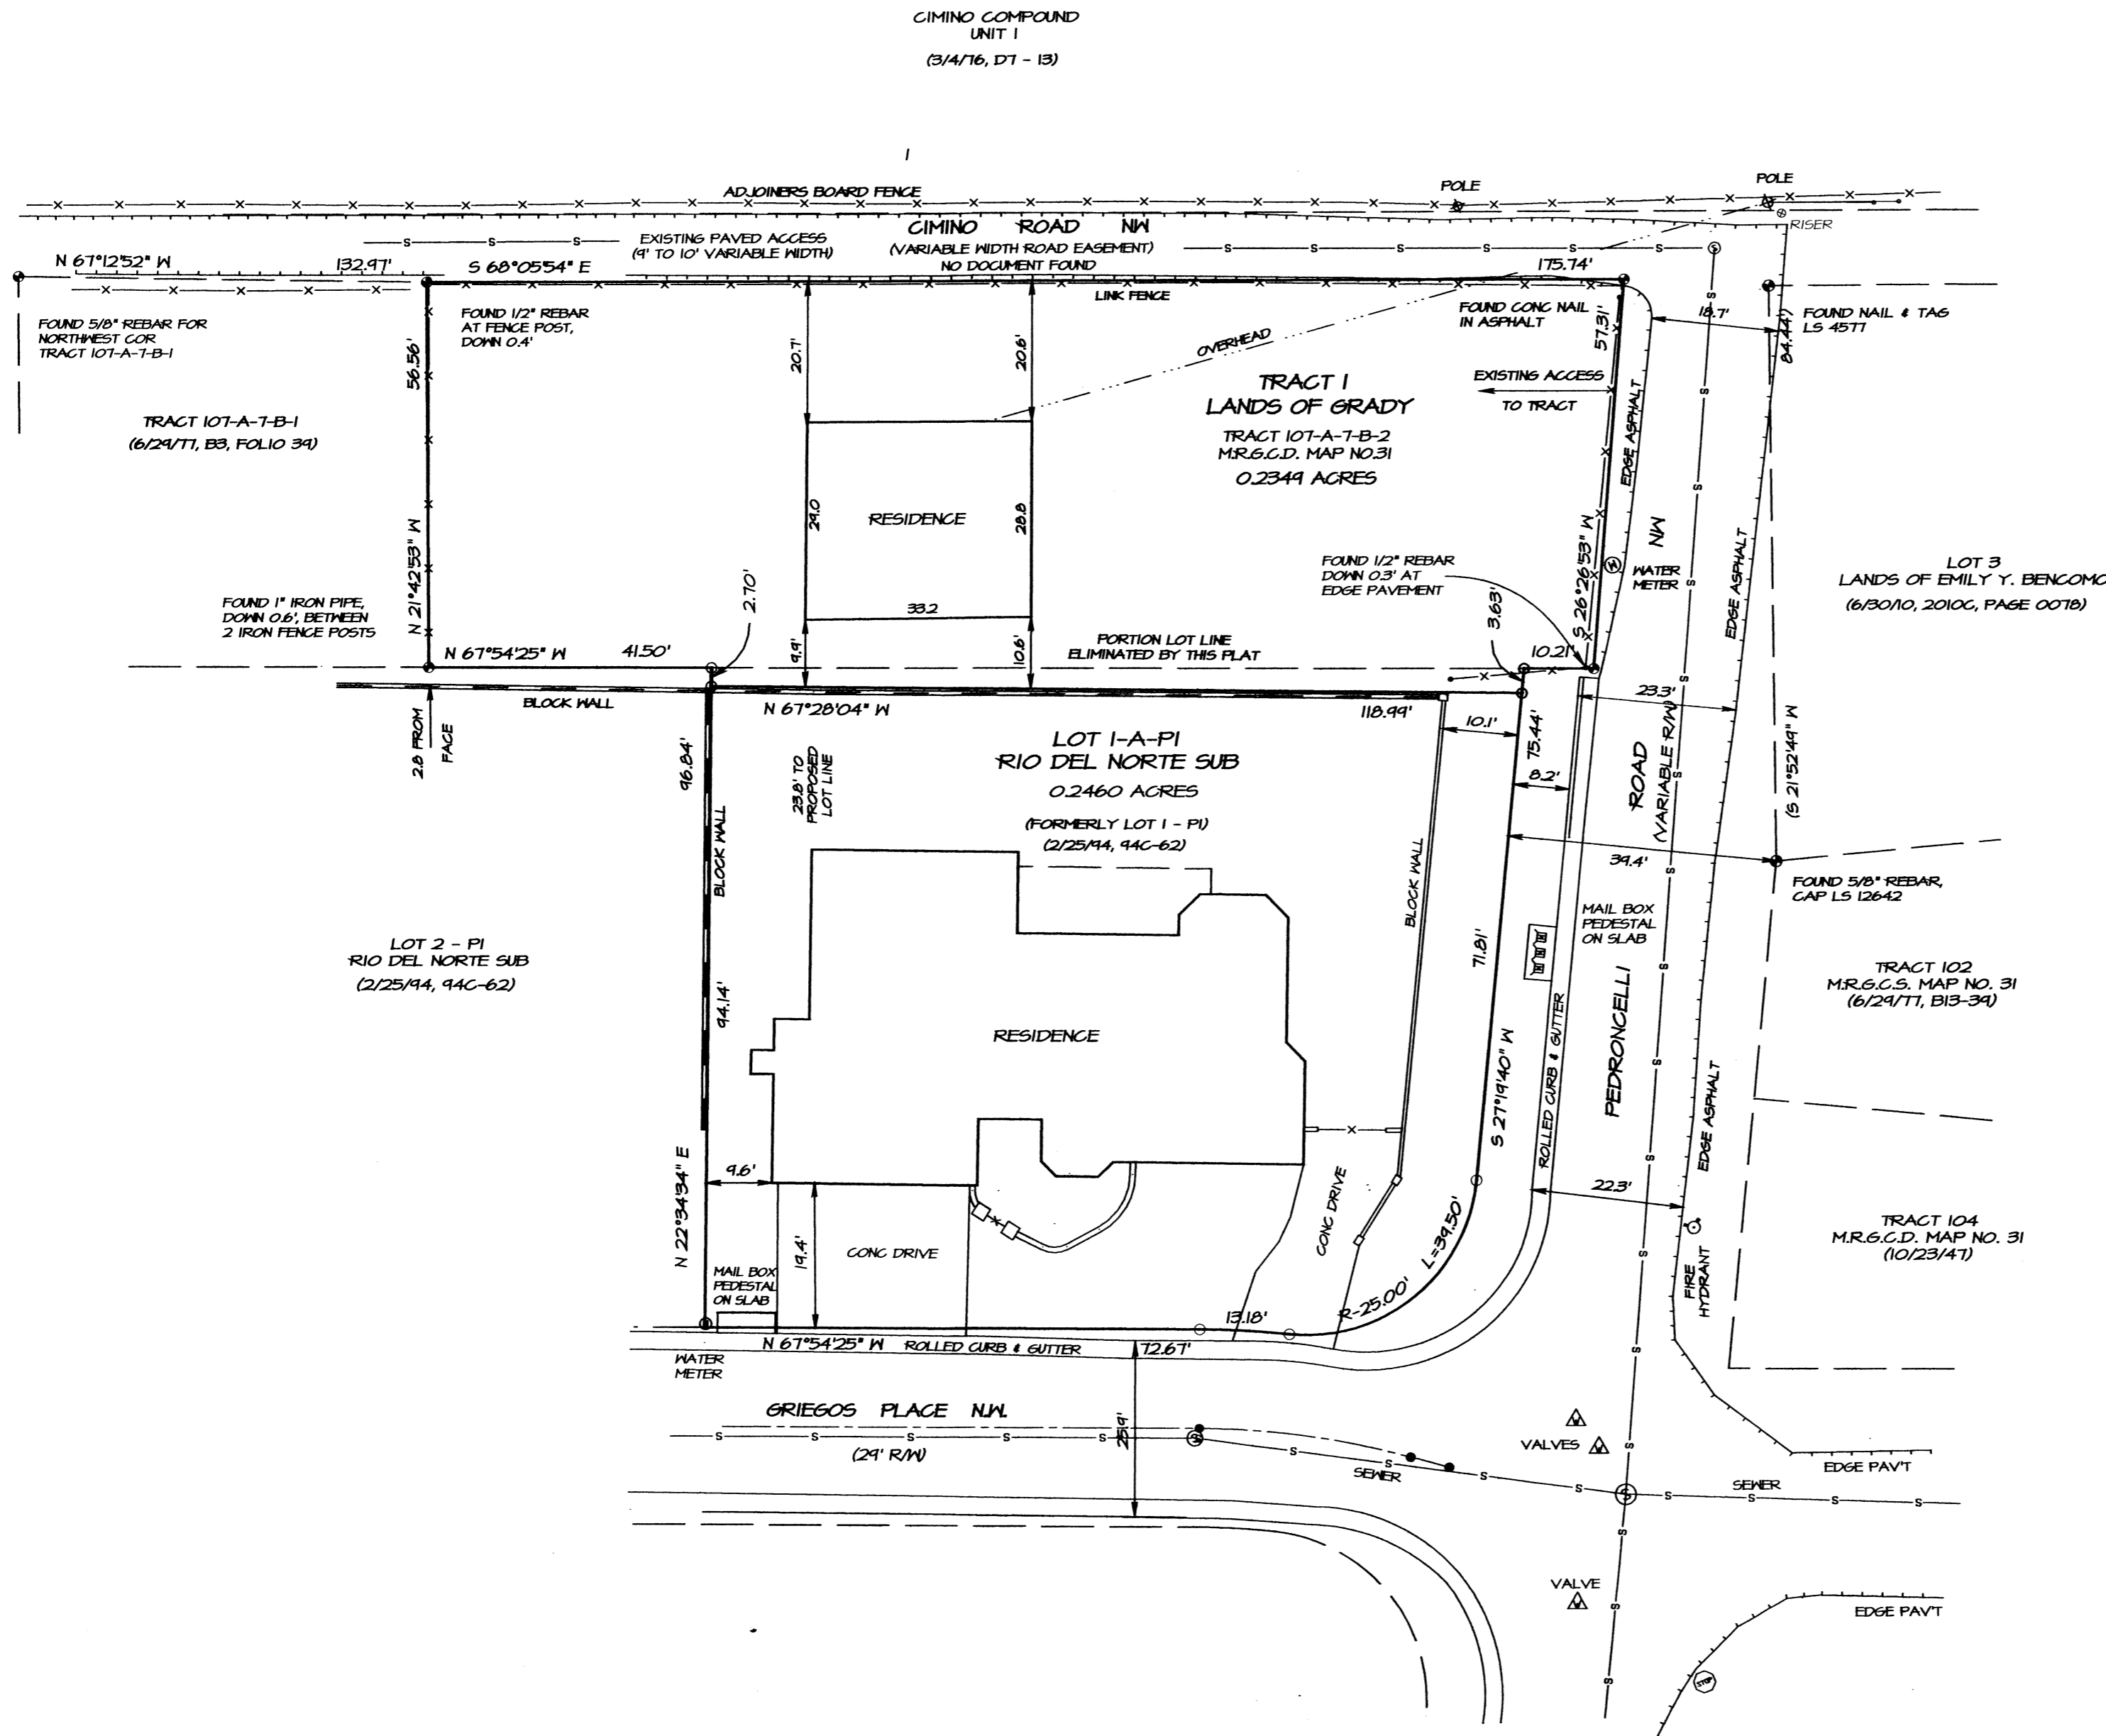 CIMINO COMPOUND
UNIT 1
(3/4/76, D7 - 13)
1
ADJOINERS BOARD FENCE
POLE
POLE
RISER
CIMINO ROAD NW
(VARIABLE WIDTH ROAD EASEMENT)
NO DOCUMENT FOUND
EXISTING PAVED ACCESS
(9' TO 10' VARIABLE WIDTH)
N 67°12'52" W
132.97'
S 68°05'54" E
175.74'
LINK FENCE
FOUND 5/8" REBAR FOR
NORTHWEST COR
TRACT 107-A-7-B-1
FOUND 1/2" REBAR
AT FENCE POST,
DOWN 0.4'
FOUND CONC NAIL
IN ASPHALT
57.31'
18.7'
84.44')
FOUND NAIL & TAG
LS 4577
56.56'
20.7'
20.6'
OVERHEAD
TRACT 107-A-7-B-1
(6/29/77, B3, FOLIO 39)
TRACT 1
LANDS OF GRADY
TRACT 107-A-7-B-2
M.R.G.C.D. MAP NO.31
0.2349 ACRES
EXISTING ACCESS
TO TRACT
EDGE ASPHALT
29.0
RESIDENCE
28.8
33.2
N 21°42'53" W
FOUND 1" IRON PIPE,
DOWN 0.6', BETWEEN
2 IRON FENCE POSTS
2.70'
9.9'
10.6'
FOUND 1/2" REBAR
DOWN 0.3' AT
EDGE PAVEMENT
3.63'
S 26°26'53" W
NW
WATER
METER
EDGE ASPHALT
LOT 3
LANDS OF EMILY Y. BENCOMO
(6/30/10, 2010C, PAGE 0078)
N 67°54'25" W
41.50'
PORTION LOT LINE
ELIMINATED BY THIS PLAT
10.21'
BLOCK WALL
N 67°28'04" W
118.99'
23.3'
2.8 FROM
FACE
96.84'
23.8' TO
PROPOSED
LOT LINE
LOT 1-A-P1
RIO DEL NORTE SUB
0.2460 ACRES
(FORMERLY LOT 1 - P1)
(2/25/94, 94C-62)
10.1'
75.44'
8.2'
ROAD
(VARIABLE R/W)
(S 21°52'49" W
39.4'
BLOCK WALL
BLOCK WALL
FOUND 5/8" REBAR,
CAP LS 12642
MAIL BOX
PEDESTAL
ON SLAB
LOT 2 - P1
RIO DEL NORTE SUB
(2/25/94, 94C-62)
94.14'
RESIDENCE
71.81'
S 27°19'40" W
ROLLED CURB & GUTTER
PEDRONCELLI
EDGE ASPHALT
TRACT 102
M.R.G.C.S. MAP NO. 31
(6/29/77, B13-39)
N 22°34'34" E
9.6'
19.4'
CONC DRIVE
CONC DRIVE
L=39.50'
R-25.00'
22.3'
FIRE
HYDRANT
TRACT 104
M.R.G.C.D. MAP NO. 31
(10/23/47)
MAIL BOX
PEDESTAL
ON SLAB
13.18'
N 67°54'25" W
ROLLED CURB & GUTTER
72.67'
WATER
METER
GRIEGOS PLACE N.W.
(29' R/W)
25.9'
SEWER
VALVES
EDGE PAV'T
SEWER
VALVE
EDGE PAV'T
STOP